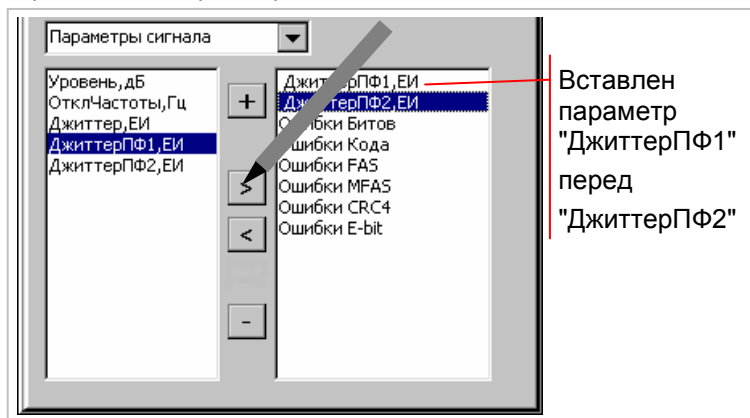 Параметры сигнала
Уровень,дБ
ОтклЧастоты,Гц
Джиттер,ЕИ
ДжиттерПФ1,ЕИ
ДжиттерПФ2,ЕИ
+
>
<
-
ДжиттерПФ1,ЕИ
ДжиттерПФ2,ЕИ
Ошибки Битов
Ошибки Кода
Ошибки FAS
Ошибки MFAS
Ошибки CRC4
Ошибки E-bit
Вставлен
параметр
"ДжиттерПФ1"
перед
"ДжиттерПФ2"